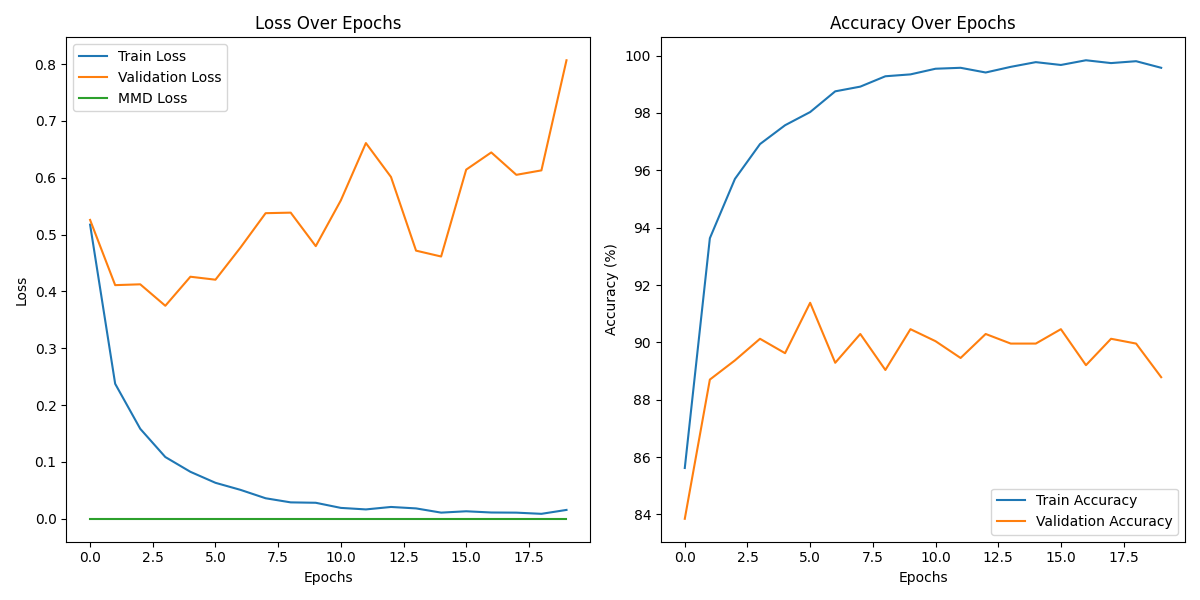 Loss Over Epochs
Train Loss
Validation Loss
MMD Loss
0.8
0.7
0.6
0.5
0.4
0.3
0.2
0.1
0.0
Loss
0.0 2.5 5.0 7.5 10.0 12.5 15.0 17.5
Epochs
Accuracy Over Epochs
100
98
96
94
92
90
88
86
84
Accuracy (%)
Train Accuracy
Validation Accuracy
0.0 2.5 5.0 7.5 10.0 12.5 15.0 17.5
Epochs